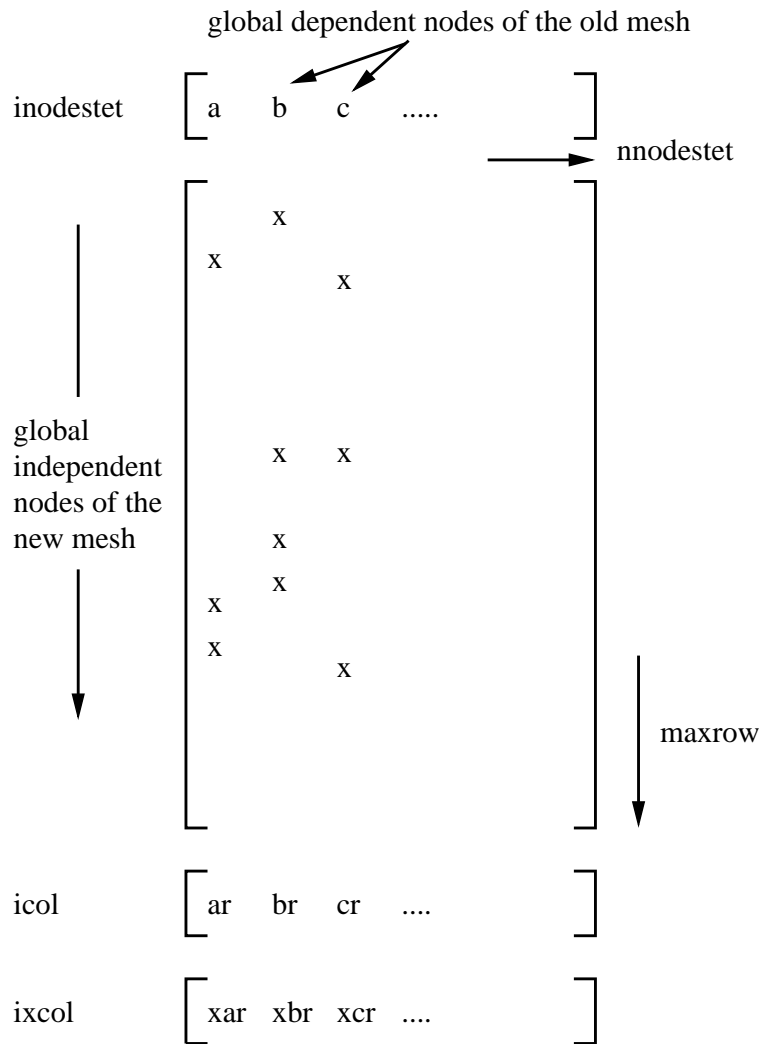 global dependent nodes of the old mesh
inodestet a b c .....
nnodestet
x
x
x
global
independent
nodes of the
new mesh
x x
x
x
x
x
x
maxrow
icol ar br cr ....
ixcol xar xbr xcr ....